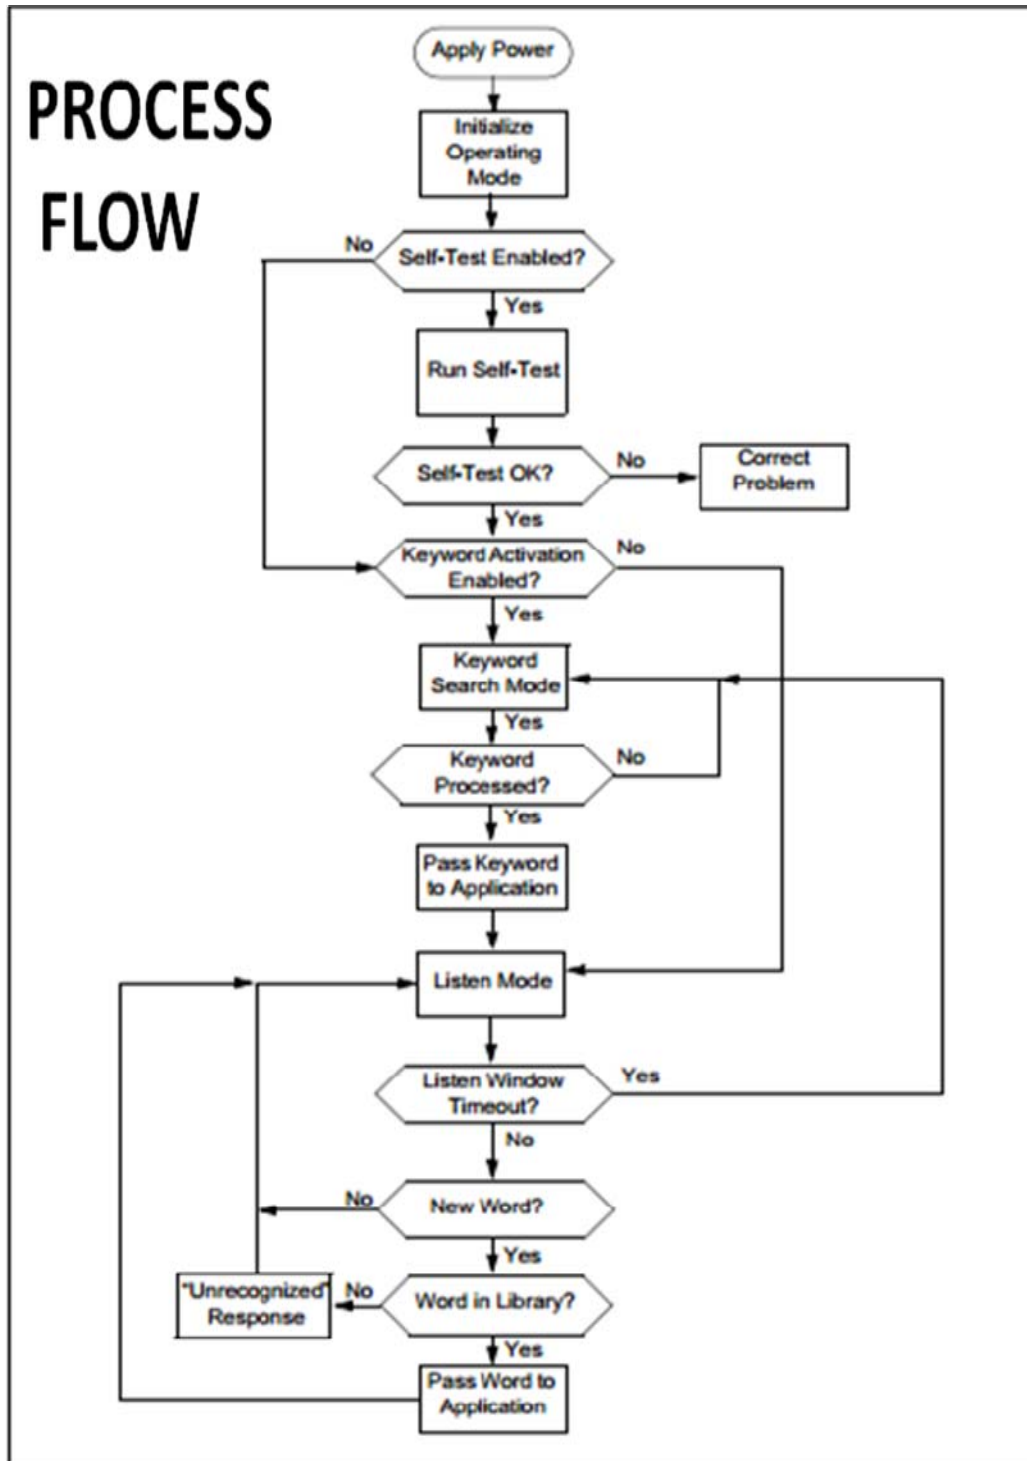 PROCESS
FLOW
Apply Power
Initialize
Operating
Mode
Self-Test Enabled?
No
Yes
Run Self-Test
Self-Test OK?
No
Correct
Problem
Yes
Keyword Activation
Enabled?
No
Yes
Keyword
Search Mode
Yes
Keyword
Processed?
No
Yes
Pass Keyword
to Application
Listen Mode
Listen Window
Timeout?
Yes
No
New Word?
No
Yes
Word in Library?
No
"Unrecognized"
Response
Yes
Pass Word to
Application